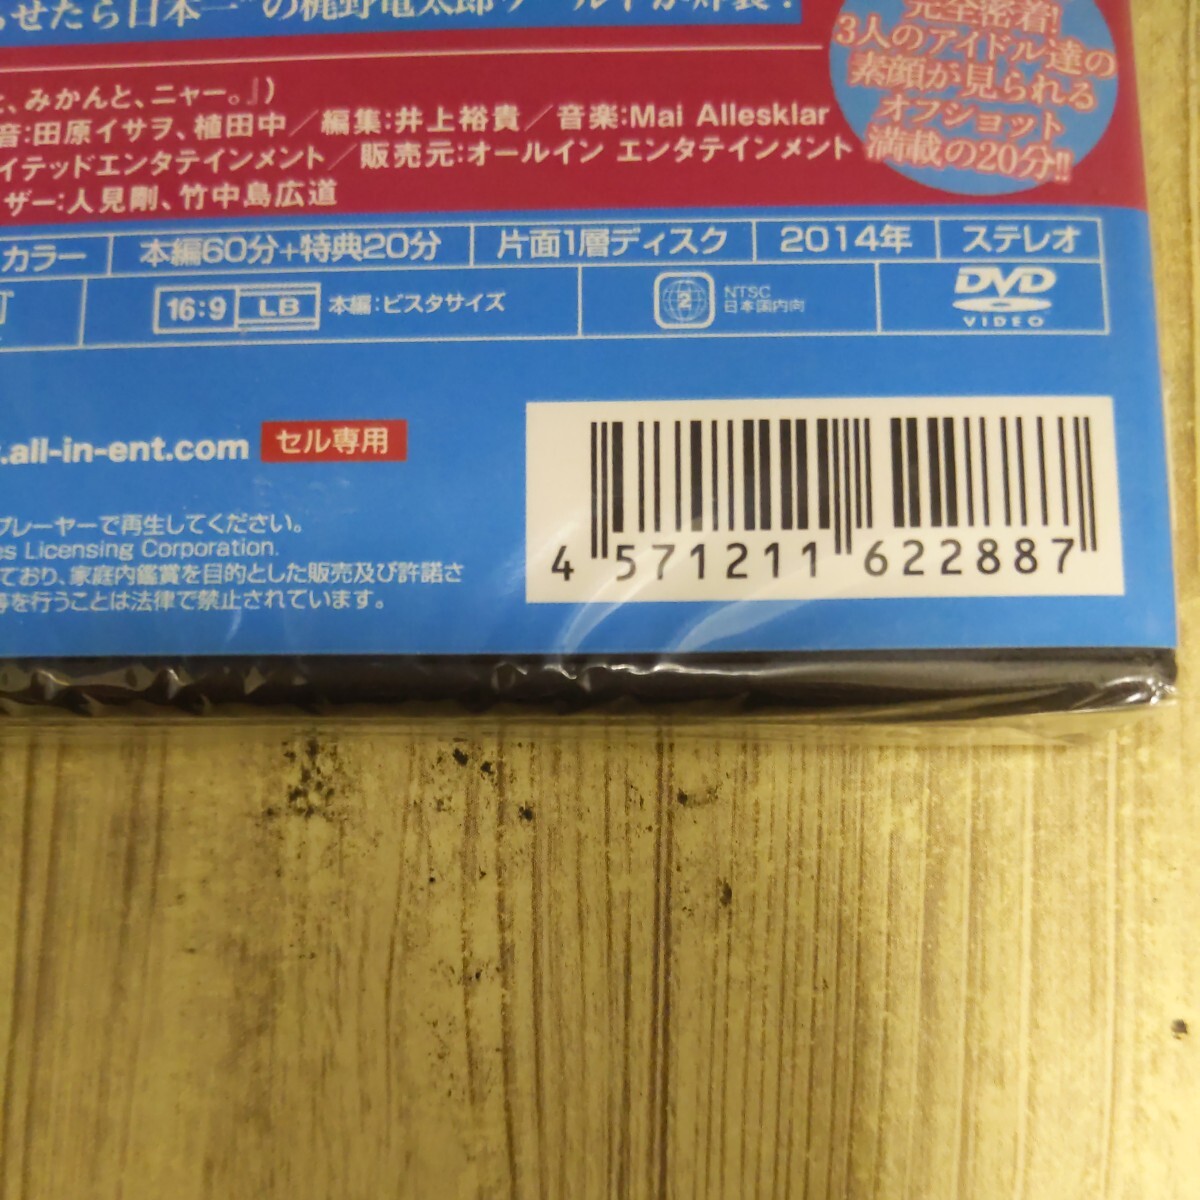 せたら日本一"の梶野竜太郎ワールドが炸裂!
完全密着!
3人のアイドル達の
素顔が見られる
オフショット
満載の20分!!
、みかんと、ニャー。』)
音:田原イサヲ、植田中/編集:井上裕貴/音楽:Mai Allesklar
イテッドエンタテインメント/販売元:オールイン エンタテインメント
ザー:人見剛、竹中島広道
カラー 本編60分+特典20分 片面1層ディスク 2014年 ステレオ
16:9 LB 本編:ビスタサイズ 2 NTSC 日本国内向 DVD VIDEO
.all-in-ent.com セル専用
プレーヤーで再生してください。
es Licensing Corporation.
ており、家庭内鑑賞を目的とした販売及び許諾さ
等を行うことは法律で禁止されています。
4 571211 622887